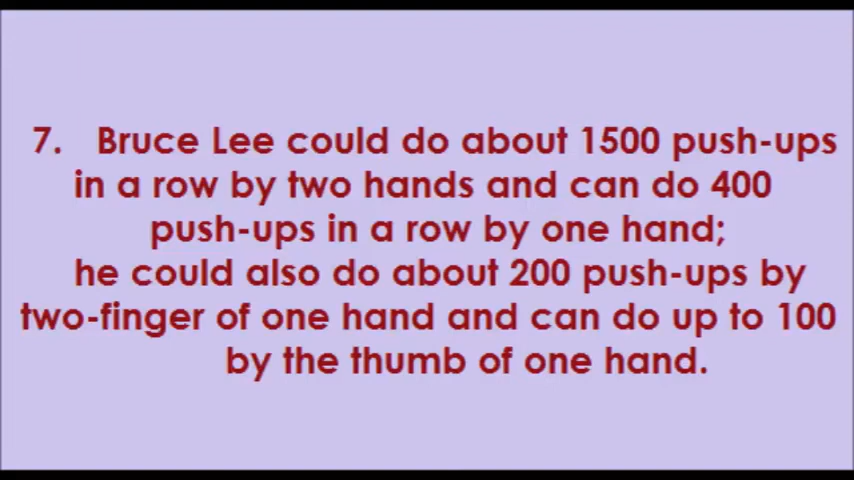 7. Bruce Lee could do about 1500 push-ups
in a row by two hands and can do 400
push-ups in a row by one hand;
he could also do about 200 push-ups by
two-finger of one hand and can do up to 100
by the thumb of one hand.